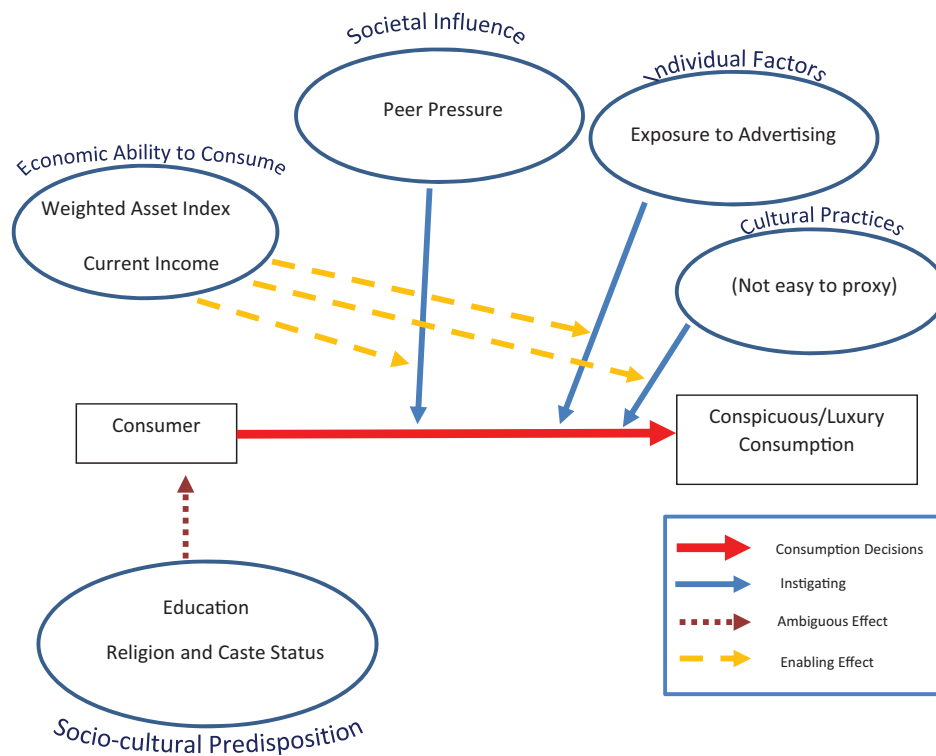 Societal Influence
Peer Pressure
Individual Factors
Exposure to Advertising
Economic Ability to Consume
Weighted Asset Index
Current Income
Cultural Practices
(Not easy to proxy)
Consumer
Conspicuous/Luxury
Consumption
Education
Religion and Caste Status
Socio-cultural Predisposition
Consumption Decisions
Instigating
Ambiguous Effect
Enabling Effect